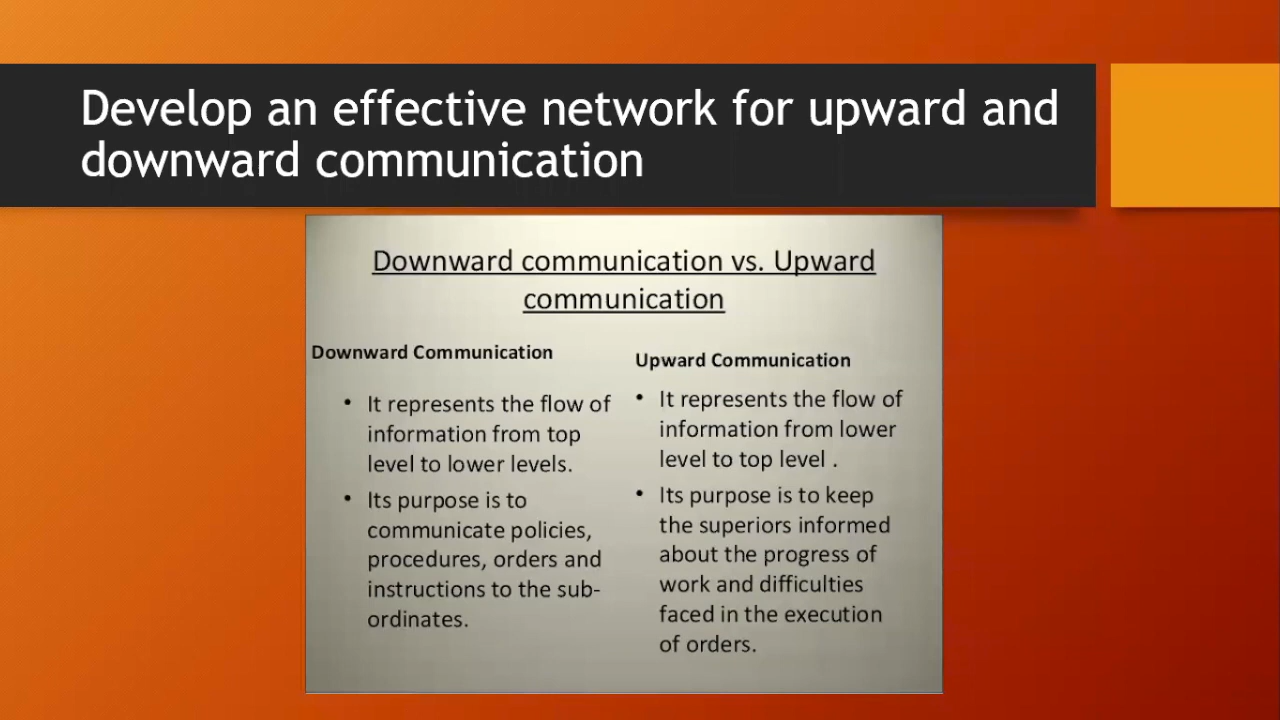 Develop an effective network for upward and
downward communication
Downward communication vs. Upward
communication
Downward Communication
• It represents the flow of
information from top
level to lower levels.
• Its purpose is to
communicate policies,
procedures, orders and
instructions to the sub-
ordinates.
Upward Communication
• It represents the flow of
information from lower
level to top level .
• Its purpose is to keep
the superiors informed
about the progress of
work and difficulties
faced in the execution
of orders.